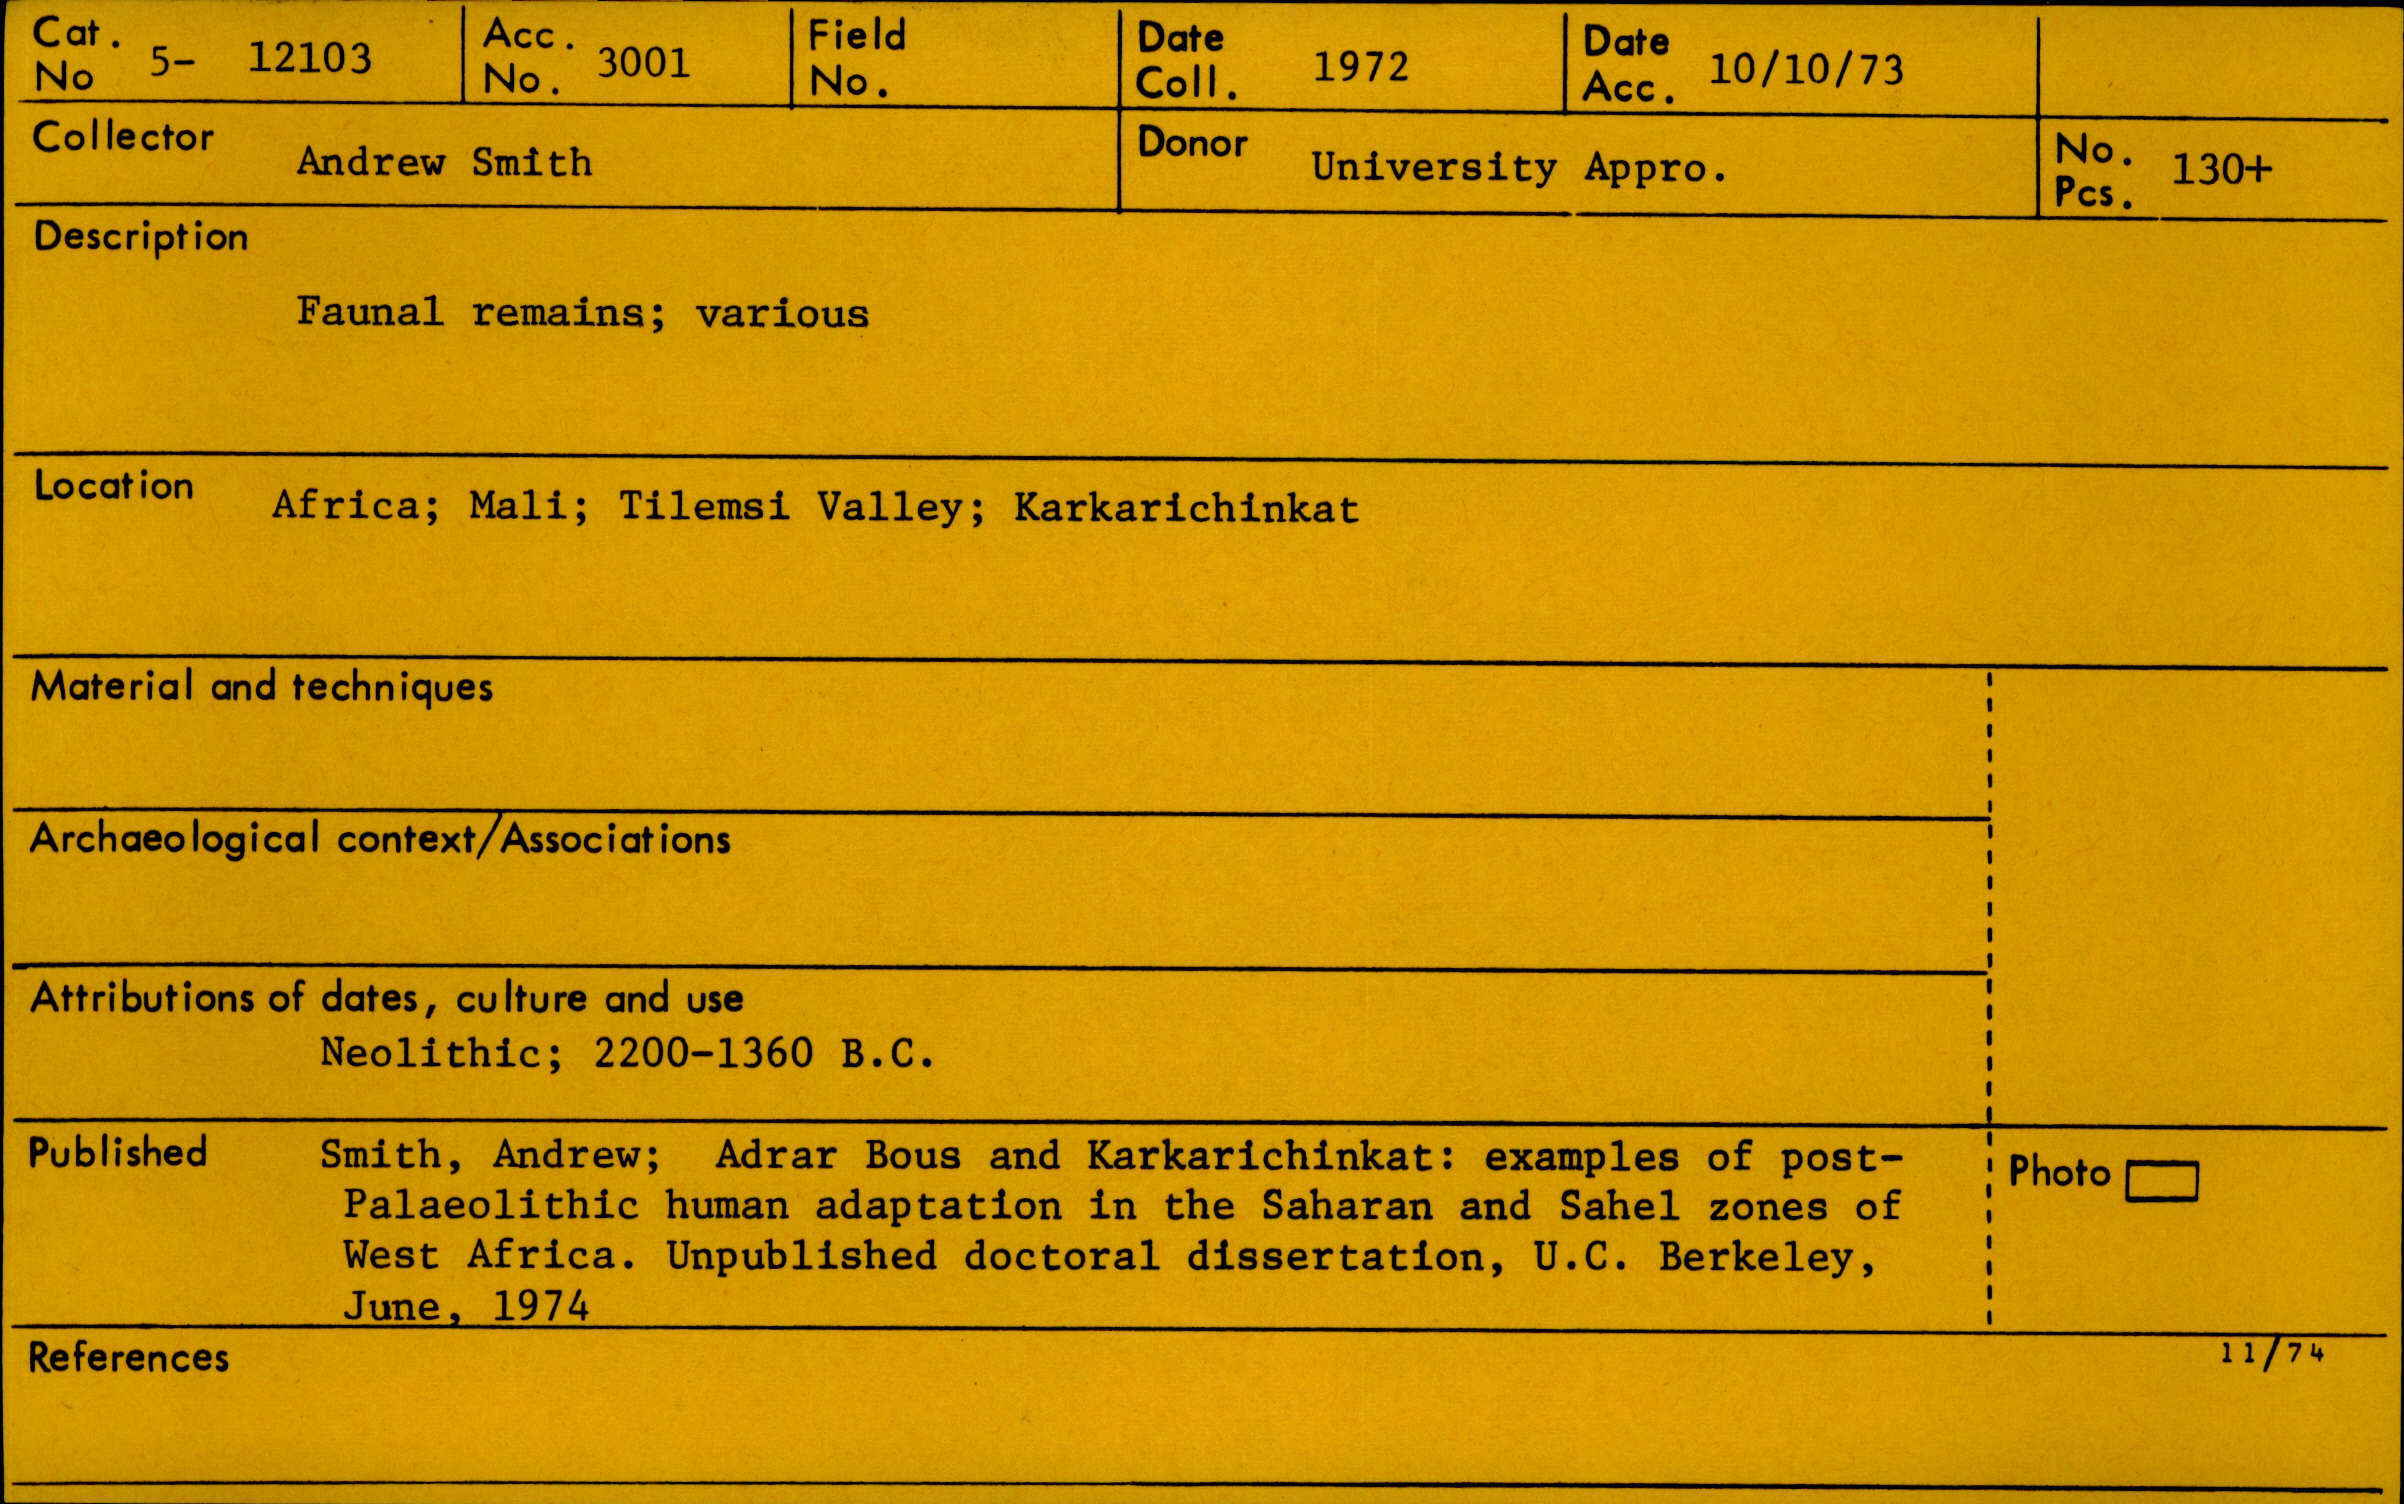 Cat. No 5- 12103 Acc. No. 3001 Field No. Date Coll. 1972 Date Acc. 10/10/73
Collector Andrew Smith Donor University Appro. No. Pcs. 130+
Description
Faunal remains; various
Location Africa; Mali; Tilemsi Valley; Karkarichinkat
Material and techniques
Archaeological context/Associations
Attributions of dates, culture and use
Neolithic; 2200-1360 B.C.
Published Smith, Andrew; Adrar Bous and Karkarichinkat: examples of post-
Palaeolithic human adaptation in the Saharan and Sahel zones of
West Africa. Unpublished doctoral dissertation, U.C. Berkeley,
June, 1974
Photo
References 11/74